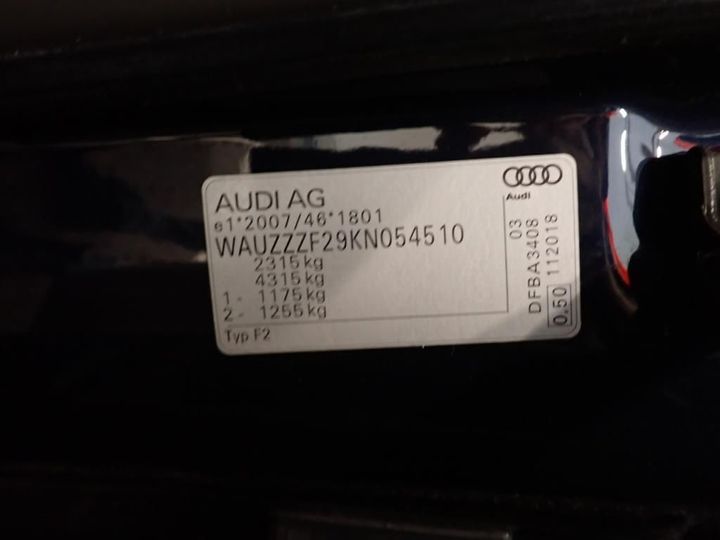 AUDI AG
e1*2007/46*1801
WAUZZZF29KN054510
2315 kg
4315 kg
1- 1175 kg
2- 1255 kg
Typ F2
Audi
03
DFBA3408
112018
0.50